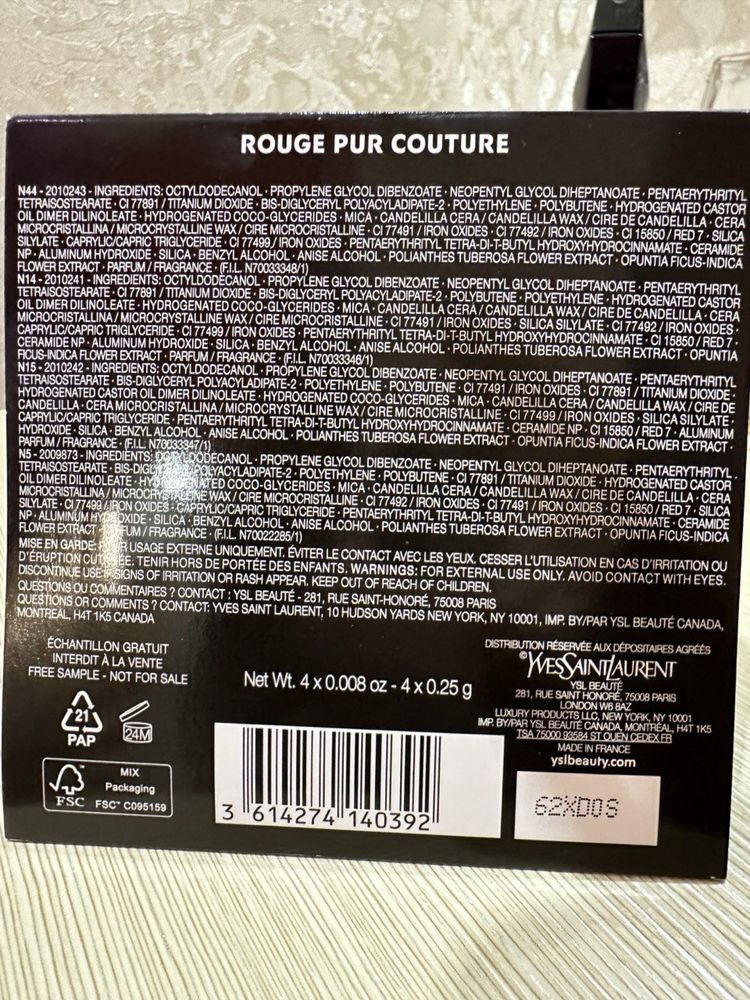 ROUGE PUR COUTURE
N44 - 2010243 · INGREDIENTS: OCTYLDODECANOL · PROPYLENE GLYCOL DIBENZOATE · NEOPENTYL GLYCOL DIHEPTANOATE · PENTAERYTHRITYL
TETRAISOSTEARATE · CI 77891 / TITANIUM DIOXIDE · BIS-DIGLYCERYL POLYACYLADIPATE-2 · POLYETHYLENE · POLYBUTENE · HYDROGENATED CASTOR
OIL DIMER DILINOLEATE · HYDROGENATED COCO-GLYCERIDES · MICA · CANDELILLA CERA / CANDELILLA WAX / CIRE DE CANDELILLA · CERA
MICROCRISTALLINA / MICROCRYSTALLINE WAX / CIRE MICROCRISTALLINE · CI 77491 / IRON OXIDES · CI 77492 / IRON OXIDES · CI 15850 / RED 7 · SILICA
SILYLATE · CAPRYLIC/CAPRIC TRIGLYCERIDE · CI 77499 / IRON OXIDES · PENTAERYTHRITYL TETRA-DI-T-BUTYL HYDROXYHYDROCINNAMATE · CERAMIDE
NP · ALUMINUM HYDROXIDE · SILICA · BENZYL ALCOHOL · ANISE ALCOHOL · POLIANTHES TUBEROSA FLOWER EXTRACT · OPUNTIA FICUS-INDICA
FLOWER EXTRACT · PARFUM / FRAGRANCE · (F.I.L. N70033348/1)
N14 - 2010241 · INGREDIENTS: OCTYLDODECANOL · PROPYLENE GLYCOL DIBENZOATE · NEOPENTYL GLYCOL DIHEPTANOATE · PENTAERYTHRITYL
TETRAISOSTEARATE · CI 77891 / TITANIUM DIOXIDE · BIS-DIGLYCERYL POLYACYLADIPATE-2 · POLYBUTENE · POLYETHYLENE · HYDROGENATED CASTOR
OIL DIMER DILINOLEATE · HYDROGENATED COCO-GLYCERIDES · MICA · CANDELILLA CERA / CANDELILLA WAX / CIRE DE CANDELILLA · CERA
MICROCRISTALLINA / MICROCRYSTALLINE WAX / CIRE MICROCRISTALLINE · CI 77491 / IRON OXIDES · SILICA SILYLATE · CI 77492 / IRON OXIDES ·
CAPRYLIC/CAPRIC TRIGLYCERIDE · CI 77499 / IRON OXIDES · PENTAERYTHRITYL TETRA-DI-T-BUTYL HYDROXYHYDROCINNAMATE · CI 15850 / RED 7 ·
CERAMIDE NP · ALUMINUM HYDROXIDE · SILICA · BENZYL ALCOHOL · ANISE ALCOHOL · POLIANTHES TUBEROSA FLOWER EXTRACT · OPUNTIA
FICUS-INDICA FLOWER EXTRACT · PARFUM / FRAGRANCE · (F.I.L. N70033346/1)
N15 - 2010242 · INGREDIENTS: OCTYLDODECANOL · PROPYLENE GLYCOL DIBENZOATE · NEOPENTYL GLYCOL DIHEPTANOATE · PENTAERYTHRITYL
TETRAISOSTEARATE · BIS-DIGLYCERYL POLYACYLADIPATE-2 · POLYETHYLENE · POLYBUTENE · CI 77491 / IRON OXIDES · CI 77891 / TITANIUM DIOXIDE ·
HYDROGENATED CASTOR OIL DIMER DILINOLEATE · HYDROGENATED COCO-GLYCERIDES · MICA · CANDELILLA CERA / CANDELILLA WAX / CIRE DE
CANDELILLA · CERA MICROCRISTALLINA / MICROCRYSTALLINE WAX / CIRE MICROCRISTALLINE · CI 77499 / IRON OXIDES · SILICA SILYLATE ·
CAPRYLIC/CAPRIC TRIGLYCERIDE · PENTAERYTHRITYL TETRA-DI-T-BUTYL HYDROXYHYDROCINNAMATE · CERAMIDE NP · CI 15850 / RED 7 · ALUMINUM
HYDROXIDE · SILICA · BENZYL ALCOHOL · ANISE ALCOHOL · POLIANTHES TUBEROSA FLOWER EXTRACT · OPUNTIA FICUS-INDICA FLOWER EXTRACT ·
PARFUM / FRAGRANCE · (F.I.L. N70033347/1)
N5 - 2009873 · INGREDIENTS: OCTYLDODECANOL · PROPYLENE GLYCOL DIBENZOATE · NEOPENTYL GLYCOL DIHEPTANOATE · PENTAERYTHRITYL
TETRAISOSTEARATE · BIS-DIGLYCERYL POLYACYLADIPATE-2 · POLYETHYLENE · POLYBUTENE · CI 77891 / TITANIUM DIOXIDE · HYDROGENATED CASTOR
OIL DIMER DILINOLEATE · HYDROGENATED COCO-GLYCERIDES · MICA · CANDELILLA CERA / CANDELILLA WAX / CIRE DE CANDELILLA · CERA
MICROCRISTALLINA / MICROCRYSTALLINE WAX / CIRE MICROCRISTALLINE · CI 77492 / IRON OXIDES · CI 77491 / IRON OXIDES · CI 15850 / RED 7 · SILICA
SILYLATE · CI 77499 / IRON OXIDES · CAPRYLIC/CAPRIC TRIGLYCERIDE · PENTAERYTHRITYL TETRA-DI-T-BUTYL HYDROXYHYDROCINNAMATE · CERAMIDE
NP · ALUMINUM HYDROXIDE · SILICA · BENZYL ALCOHOL · ANISE ALCOHOL · POLIANTHES TUBEROSA FLOWER EXTRACT · OPUNTIA FICUS-INDICA
FLOWER EXTRACT · PARFUM / FRAGRANCE · (F.I.L. N70022285/1)
MISE EN GARDE: POUR USAGE EXTERNE UNIQUEMENT. ÉVITER LE CONTACT AVEC LES YEUX. CESSER L'UTILISATION EN CAS D'IRRITATION OU
D'ÉRUPTION CUTANÉE. TENIR HORS DE PORTÉE DES ENFANTS. WARNINGS: FOR EXTERNAL USE ONLY. AVOID CONTACT WITH EYES.
DISCONTINUE USE IF SIGNS OF IRRITATION OR RASH APPEAR. KEEP OUT OF REACH OF CHILDREN.
QUESTIONS OU COMMENTAIRES ? CONTACT : YSL BEAUTÉ - 281, RUE SAINT-HONORÉ, 75008 PARIS
QUESTIONS OR COMMENTS ? CONTACT: YVES SAINT LAURENT, 10 HUDSON YARDS NEW YORK, NY 10001, IMP. BY/PAR YSL BEAUTÉ CANADA,
MONTRÉAL, H4T 1K5 CANADA
ÉCHANTILLON GRATUIT
INTERDIT À LA VENTE
FREE SAMPLE - NOT FOR SALE
21
PAP
24M
FSC
MIX
Packaging
FSC™ C095159
Net Wt. 4 x 0.008 oz - 4 x 0.25 g
3 614274 140392
DISTRIBUTION RÉSERVÉE AUX DÉPOSITAIRES AGRÉÉS
©YVESSAINTLAURENT
YSL BEAUTÉ
281, RUE SAINT HONORÉ, 75008 PARIS
LONDON W6 8AZ
LUXURY PRODUCTS LLC, NEW YORK, NY 10001
IMP. BY/PAR YSL BEAUTÉ CANADA, MONTRÉAL, H4T 1K5
TSA 75000 93584 ST OUEN CEDEX FR
MADE IN FRANCE
yslbeauty.com
62XD0S